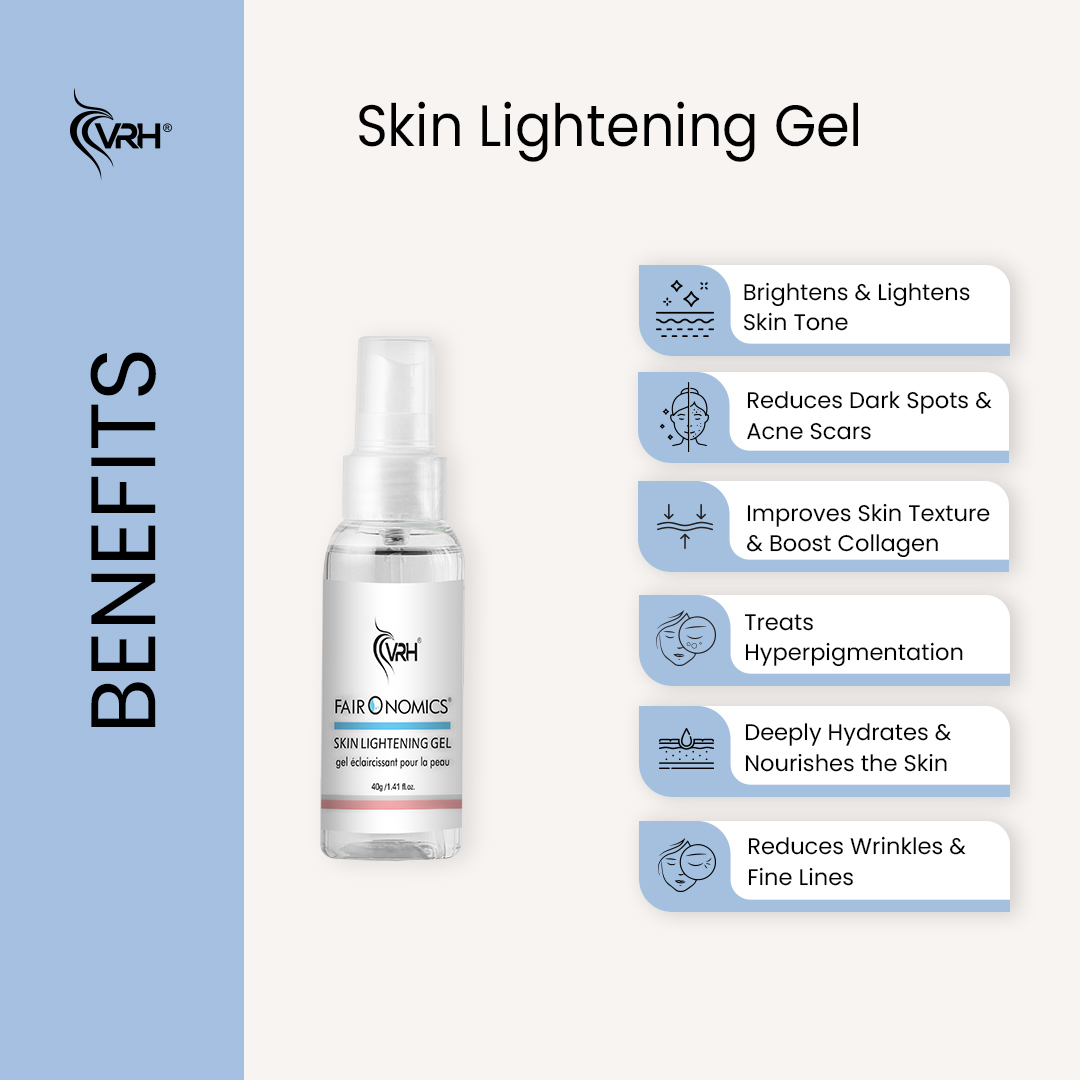 VRH®
Skin Lightening Gel
BENEFITS
VRH®
FAIRONOMICS®
SKIN LIGHTENING GEL
gel éclaircissant pour la peau
40g /1.41 fl.oz.
Brightens & Lightens
Skin Tone
Reduces Dark Spots &
Acne Scars
Improves Skin Texture
& Boost Collagen
Treats
Hyperpigmentation
Deeply Hydrates &
Nourishes the Skin
Reduces Wrinkles &
Fine Lines